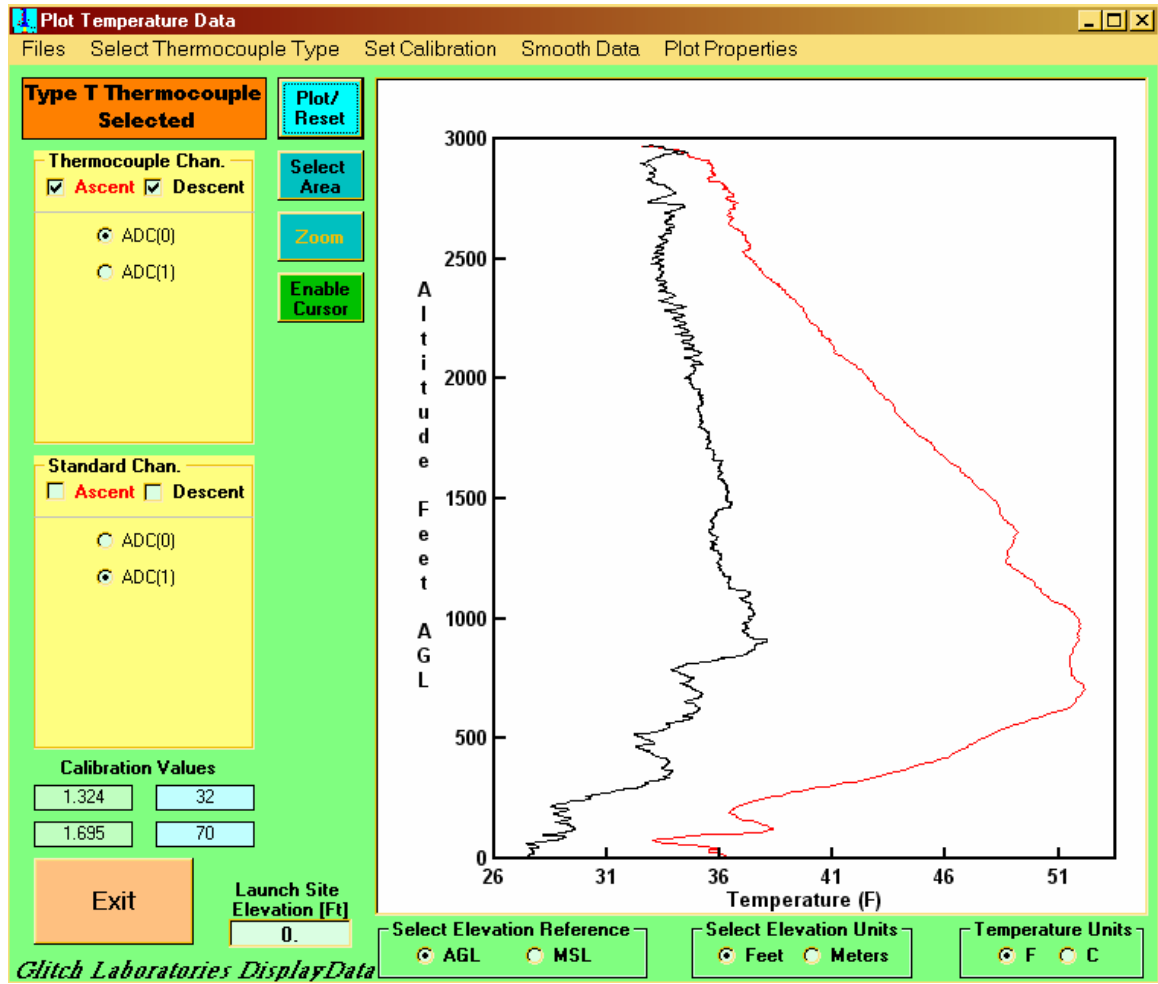 Plot Temperature Data
Files Select Thermocouple Type Set Calibration Smooth Data Plot Properties
Type T Thermocouple
Selected
Plot/
Reset
Thermocouple Chan.
Ascent Descent
ADC(0)
ADC(1)
Select
Area
Zoom
Enable
Cursor
Standard Chan.
Ascent Descent
ADC(0)
ADC(1)
Calibration Values
1.324 32
1.695 70
Exit
Launch Site
Elevation [Ft]
0.
Glitch Laboratories DisplayData
Altitude Feet AGL
3000
2500
2000
1500
1000
500
0
26 31 36 41 46 51
Temperature (F)
Select Elevation Reference
AGL MSL
Select Elevation Units
Feet Meters
Temperature Units
F C